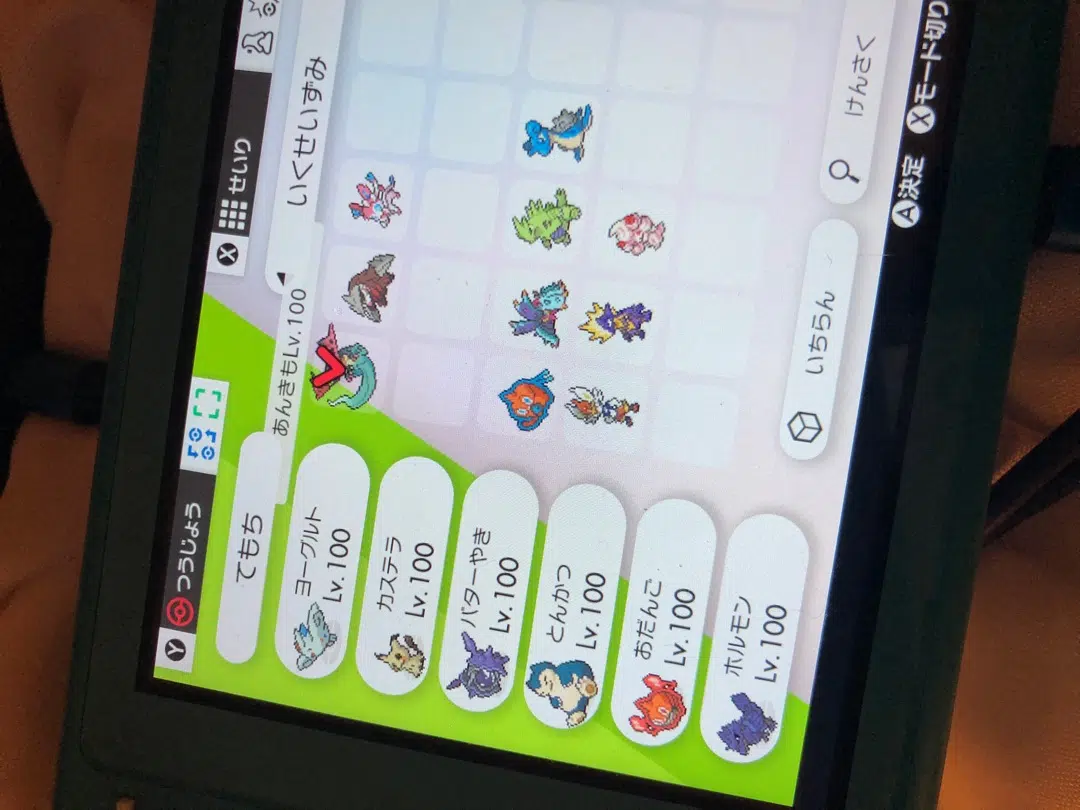 Y つうじょう
X せいり
てもち
いくせいずみ
あんきもLv.100
ヨーグルト
Lv.100
カステラ
Lv.100
バターやき
Lv.100
とんかつ
Lv.100
おだんご
Lv.100
ホルモン
Lv.100
いちらん
けんさく
A決定 Xモード切り